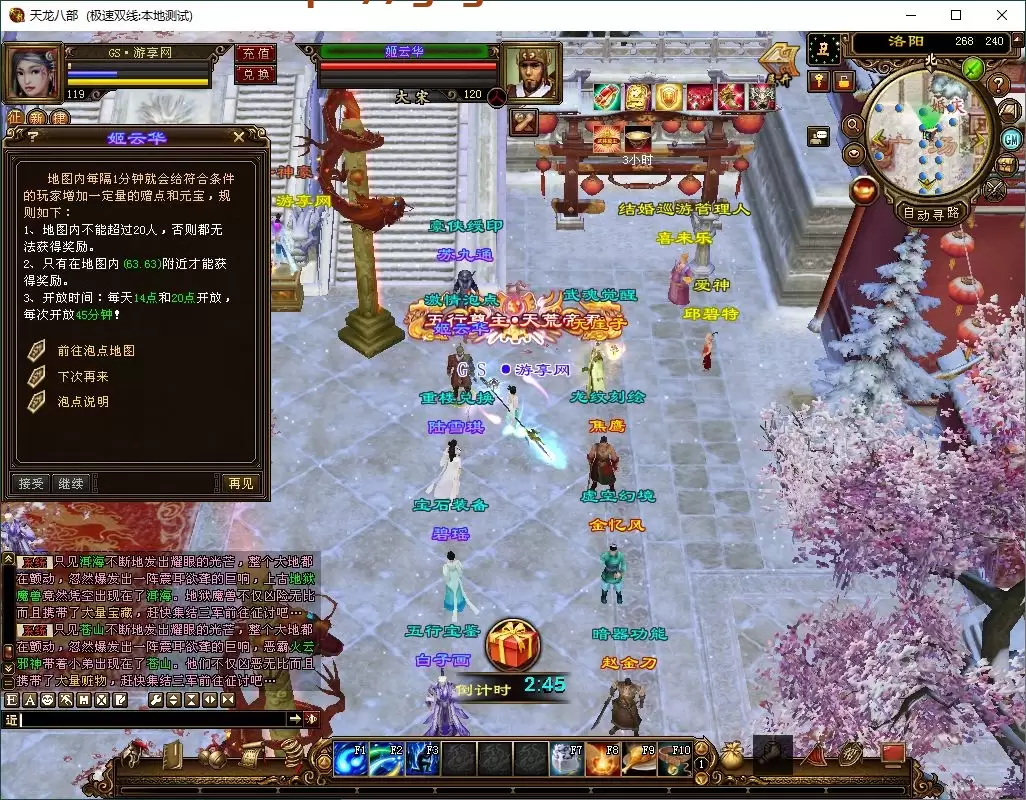 天龙八部 (极速双线:本地测试)
GS·游享网
119
充值
兑换
姬云华
大宋
120
洛阳
268 240
北
自动寻路
GM
3小时
姬云华
地图内每隔1分钟就会给符合条件
的玩家增加一定量的赠点和元宝，规
则如下：
1、地图内不能超过20人，否则都无
法获得奖励。
2、只有在地图内(63.63)附近才能获
得奖励。
3、开放时间：每天14点和20点开放，
每次开放45分钟！
前往泡点地图
下次再来
泡点说明
接受 继续 再见
游享网
结婚巡游管理人
喜来乐
爱神
邱碧特
豪侠绶印
苏九通
激情泡点
武魂觉醒
五行尊主·天荒帝君
姬云华
GS 游享网
重楼兑换
陆雪琪
龙纹刻绘
焦鹰
宝石装备
碧瑶
虚空幻境
金忆风
五行宝鉴
白子画
暗器功能
赵金刀
倒计时 2:45
只见洱海不断地发出耀眼的光芒，整个大地都
在颤动，忽然爆发出一阵震耳欲聋的巨响，上古地狱
魔兽竟然凭空出现在了洱海。地狱魔兽不仅凶险无比
而且携带了大量宝藏，赶快集结三军前往征讨吧…
只见苍山不断地发出耀眼的光芒，整个大地都
在颤动，忽然爆发出一阵震耳欲聋的巨响，恶霸火云
邪神带着小弟出现在了苍山。他们不仅凶恶无比而且
携带了大量赃物，赶快集结三军前往征讨吧…
近
F1 F2 F3 F7 F8 F9 F10
1